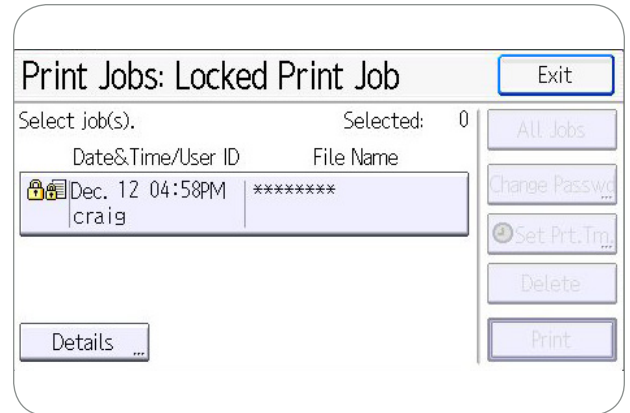 Print Jobs: Locked Print Job Exit
Select job(s). Selected: 0 All Jobs
Date&Time/User ID File Name
Dec. 12 04:58PM ******** Change Passwd
craig
Set Prt.Tm.
Delete
Details Print